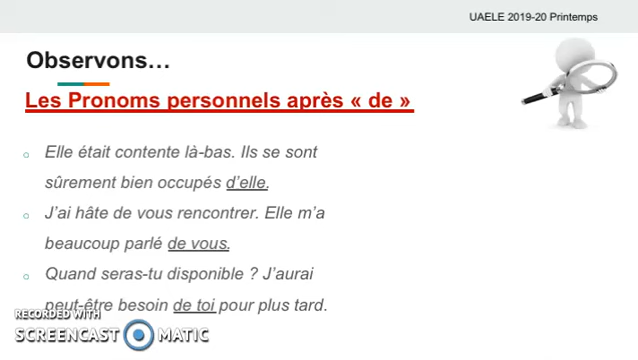 UAELE 2019-20 Printemps
Observons…
Les Pronoms personnels après « de »
Elle était contente là-bas. Ils se sont
sûrement bien occupés d’elle.
J’ai hâte de vous rencontrer. Elle m’a
beaucoup parlé de vous.
Quand seras-tu disponible ? J’aurai
peut-être besoin de toi pour plus tard.
RECORDED WITH
SCREENCAST MATIC